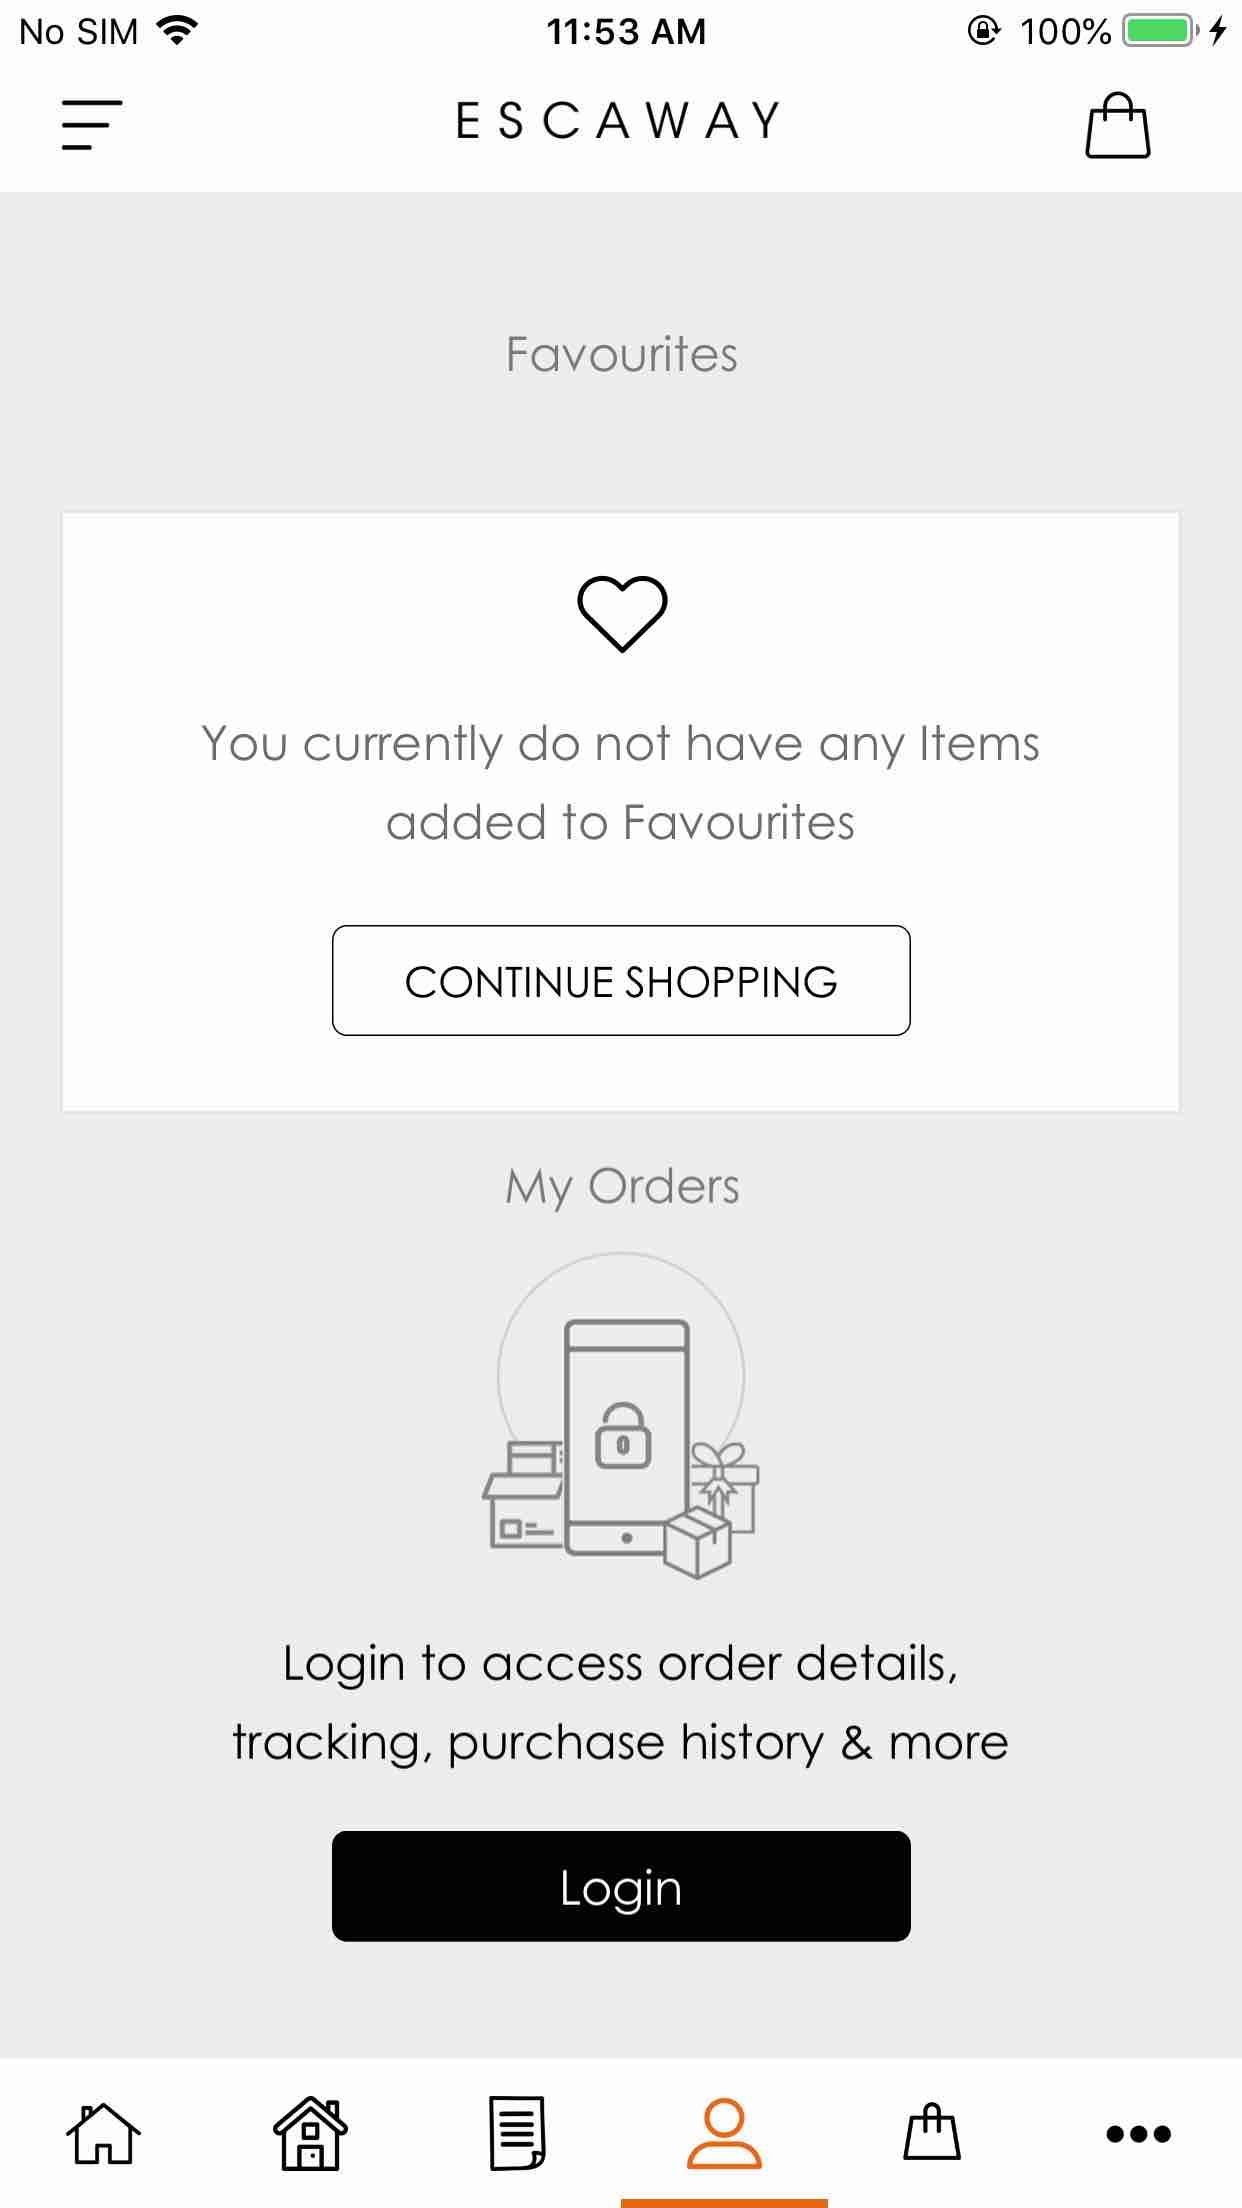 No SIM 11:53 AM 100%
ESCAWAY
Favourites
You currently do not have any Items
added to Favourites
CONTINUE SHOPPING
My Orders
Login to access order details,
tracking, purchase history & more
Login